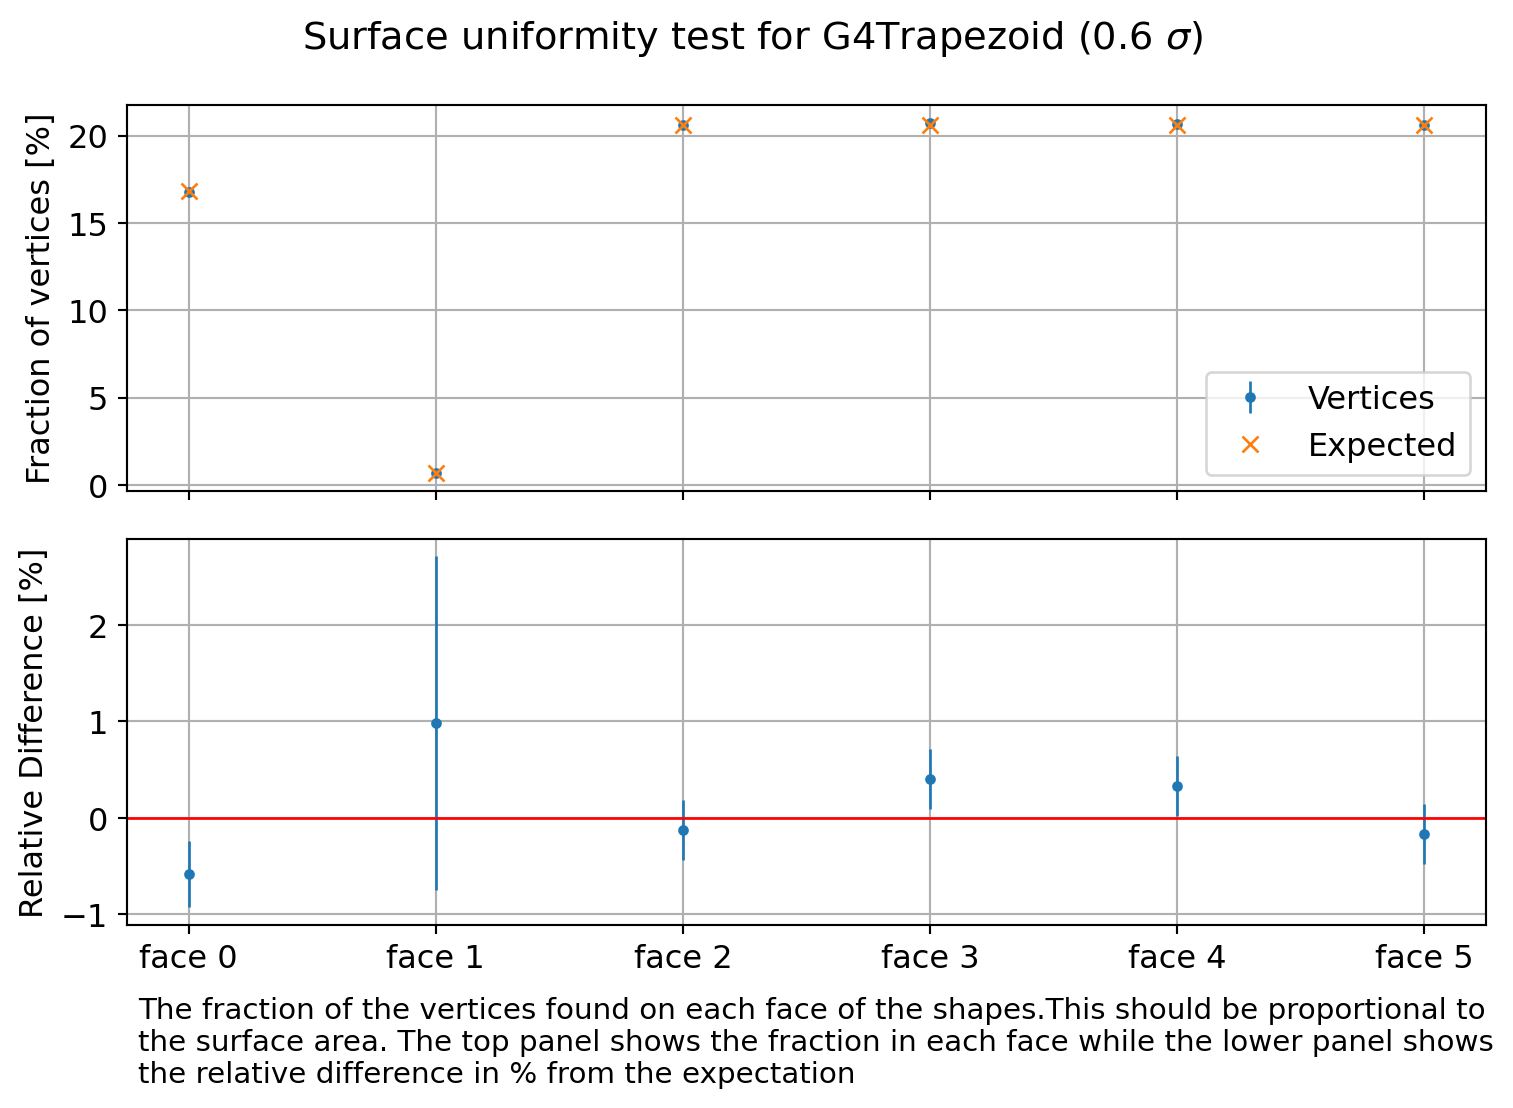 Surface uniformity test for G4Trapezoid (0.6 σ)
Fraction of vertices [%]
20
15
10
5
0
Vertices
Expected
Relative Difference [%]
2
1
0
−1
face 0 face 1 face 2 face 3 face 4 face 5
The fraction of the vertices found on each face of the shapes.This should be proportional to
the surface area. The top panel shows the fraction in each face while the lower panel shows
the relative difference in % from the expectation